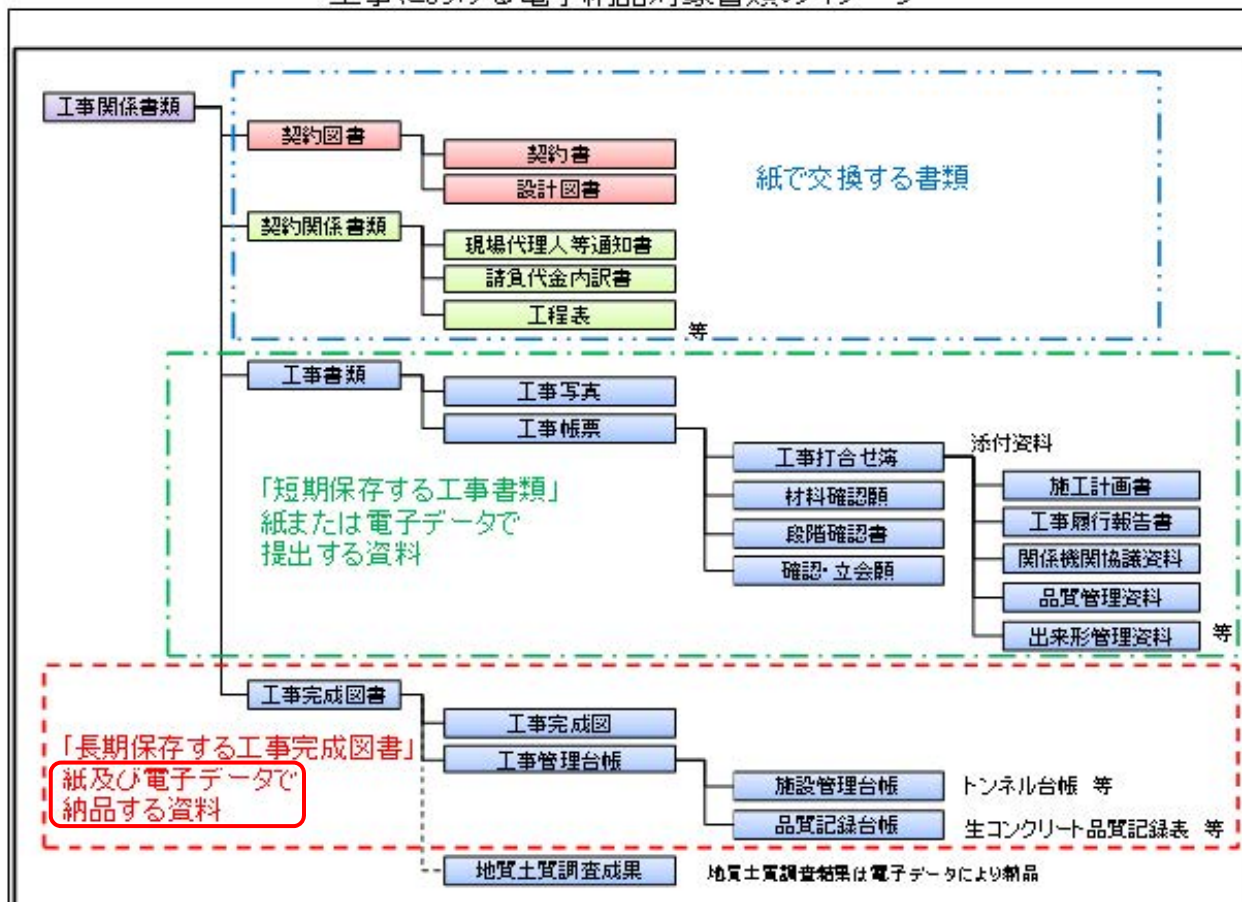 工事関係書類
契約図書
契約書
設計図書
紙で交換する書類
契約関係書類
現場代理人等通知書
請負代金内訳書
工程表
等
工事書類
工事写真
工事帳票
工事打合せ簿
添付資料
材料確認願
段階確認書
確認・立会願
施工計画書
工事履行報告書
関係機関協議資料
品質管理資料
出来形管理資料
等
「短期保存する工事書類」
紙または電子データで
提出する資料
工事完成図書
工事完成図
工事管理台帳
「長期保存する工事完成図書」
紙及び電子データで
納品する資料
施設管理台帳
トンネル台帳 等
品質記録台帳
生コンクリート品質記録表 等
地質土質調査成果
地質土質調査結果は電子データにより納品